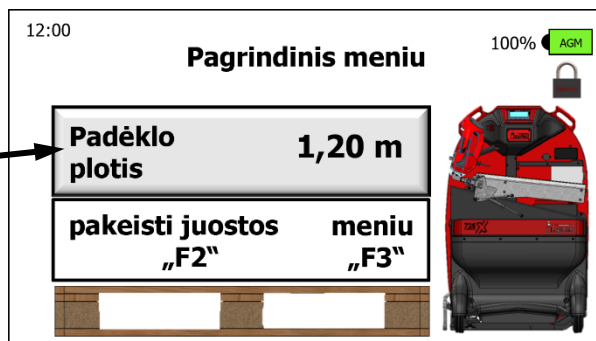 12:00
100%
AGM
Pagrindinis meniu
Padėklo
plotis
1,20 m
pakeisti juostos
„F2“
meniu
„F3“